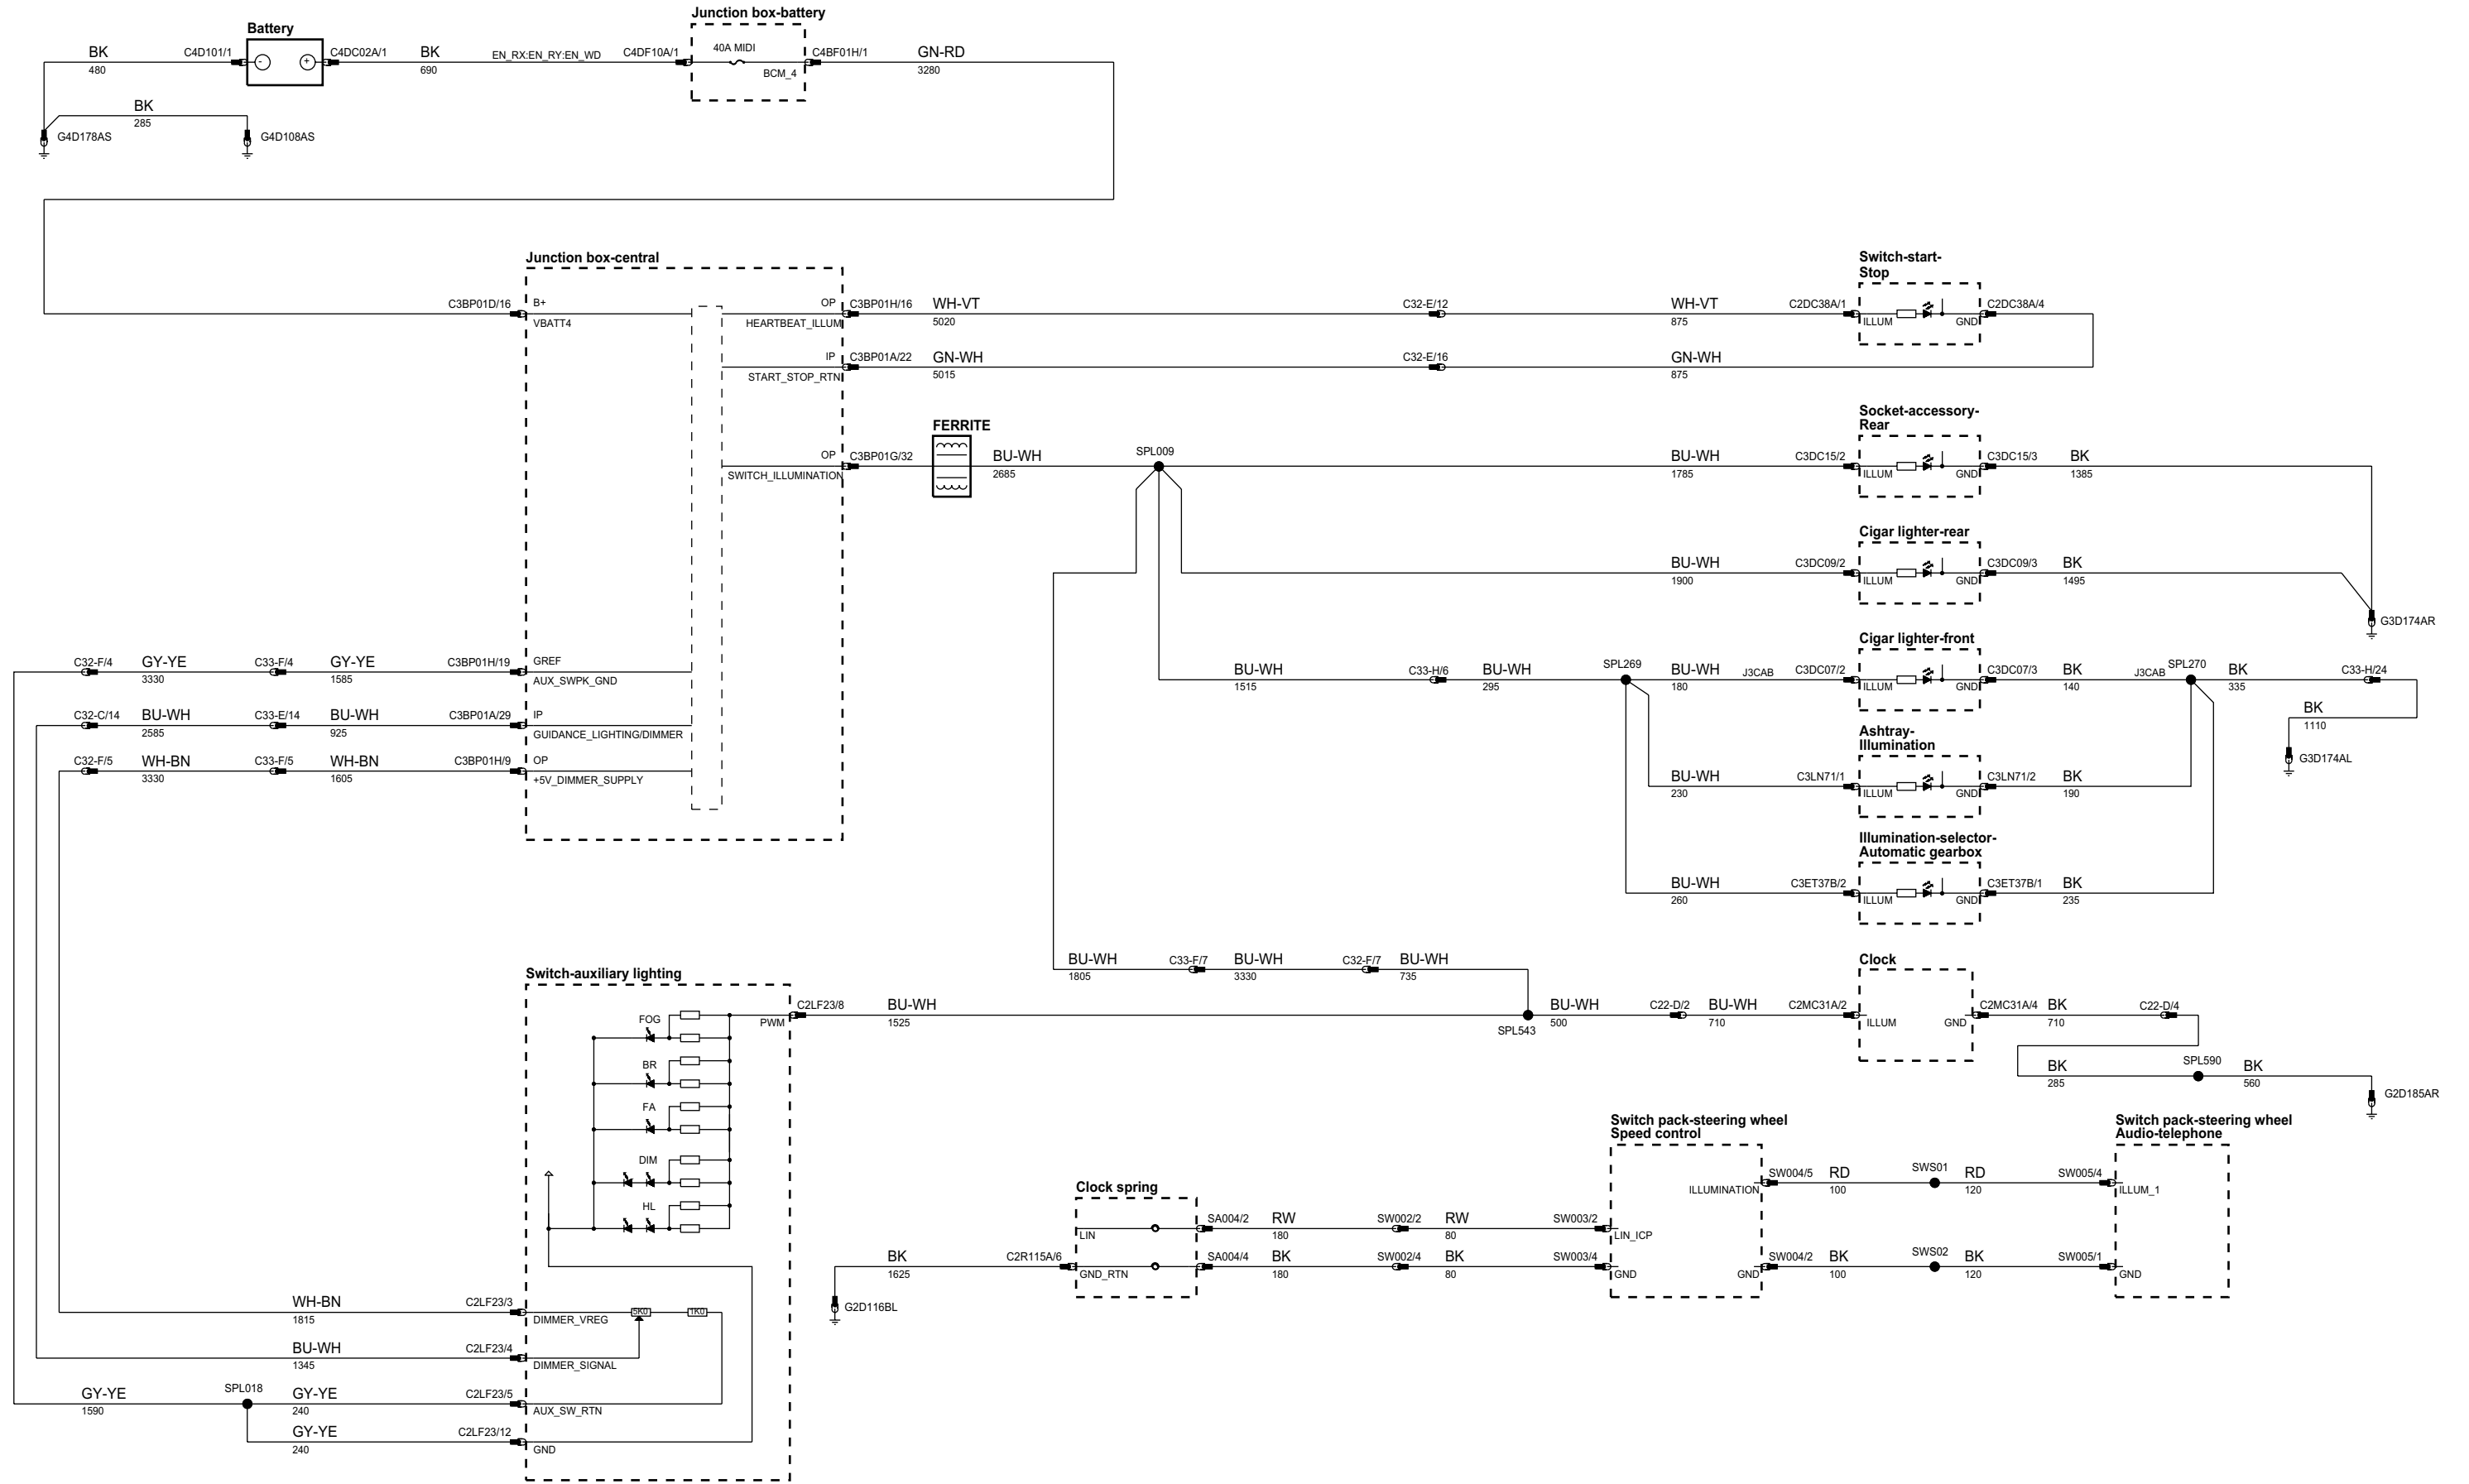 Junction box-battery
Battery
BK
480
C4D101/1
-
+
C4DC02A/1
BK
690
EN_RX:EN_RY:EN_WD
C4DF10A/1
40A MIDI
BCM_4
C4BF01H/1
GN-RD
3280
BK
285
G4D178AS
G4D108AS
Junction box-central
C3BP01D/16
B+
VBATT4
OP
HEARTBEAT_ILLUM
C3BP01H/16
WH-VT
5020
C32-E/12
WH-VT
875
C2DC38A/1
Switch-start-
Stop
ILLUM
GND
C2DC38A/4
IP
START_STOP_RTN
C3BP01A/22
GN-WH
5015
C32-E/16
GN-WH
875
OP
SWITCH_ILLUMINATION
C3BP01G/32
FERRITE
BU-WH
2685
SPL009
BU-WH
1785
C3DC15/2
Socket-accessory-
Rear
ILLUM
GND
C3DC15/3
BK
1385
Cigar lighter-rear
BU-WH
1900
C3DC09/2
ILLUM
GND
C3DC09/3
BK
1495
G3D174AR
Cigar lighter-front
BU-WH
1515
C33-H/6
BU-WH
295
SPL269
BU-WH
180
J3CAB
C3DC07/2
ILLUM
GND
C3DC07/3
BK
140
J3CAB
SPL270
BK
335
C33-H/24
BK
1110
G3D174AL
Ashtray-
Illumination
BU-WH
230
C3LN71/1
ILLUM
GND
C3LN71/2
BK
190
Illumination-selector-
Automatic gearbox
BU-WH
260
C3ET37B/2
ILLUM
GND
C3ET37B/1
BK
235
C32-F/4
GY-YE
3330
C33-F/4
GY-YE
1585
C3BP01H/19
GREF
AUX_SWPK_GND
C32-C/14
BU-WH
2585
C33-E/14
BU-WH
925
C3BP01A/29
IP
GUIDANCE_LIGHTING/DIMMER
C32-F/5
WH-BN
3330
C33-F/5
WH-BN
1605
C3BP01H/9
OP
+5V_DIMMER_SUPPLY
BU-WH
1805
C33-F/7
BU-WH
3330
C32-F/7
BU-WH
735
Switch-auxiliary lighting
FOG
BR
FA
DIM
HL
PWM
C2LF23/8
BU-WH
1525
SPL543
BU-WH
500
C22-D/2
BU-WH
710
C2MC31A/2
Clock
ILLUM
GND
C2MC31A/4
BK
710
C22-D/4
BK
285
SPL590
BK
560
G2D185AR
Clock spring
LIN
GND_RTN
SA004/2
RW
180
SW002/2
RW
80
SW003/2
Switch pack-steering wheel
Speed control
LIN_ICP
GND
ILLUMINATION
GND
SW004/5
RD
100
SWS01
RD
120
SW005/4
Switch pack-steering wheel
Audio-telephone
ILLUM_1
GND
BK
1625
C2R115A/6
G2D116BL
SA004/4
BK
180
SW002/4
BK
80
SW003/4
SW004/2
BK
100
SWS02
BK
120
SW005/1
WH-BN
1815
C2LF23/3
DIMMER_VREG
5K0
1K0
BU-WH
1345
C2LF23/4
DIMMER_SIGNAL
GY-YE
1590
SPL018
GY-YE
240
C2LF23/5
AUX_SW_RTN
GY-YE
240
C2LF23/12
GND